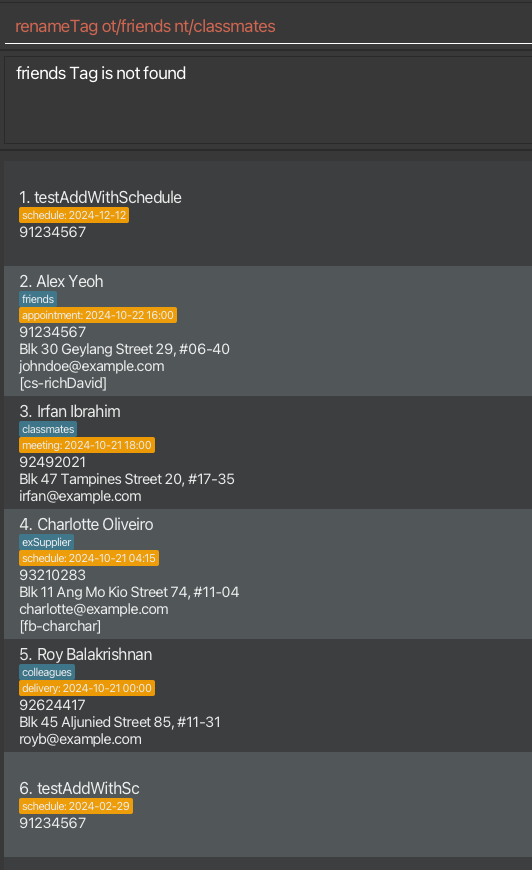 renameTag ot/friends nt/classmates
friends Tag is not found
1. testAddWithSchedule
schedule: 2024-12-12
91234567
2. Alex Yeoh
friends
appointment: 2024-10-22 16:00
91234567
Blk 30 Geylang Street 29, #06-40
johndoe@example.com
[cs-richDavid]
3. Irfan Ibrahim
classmates
meeting: 2024-10-21 18:00
92492021
Blk 47 Tampines Street 20, #17-35
irfan@example.com
4. Charlotte Oliveiro
exSupplier
schedule: 2024-10-21 04:15
93210283
Blk 11 Ang Mo Kio Street 74, #11-04
charlotte@example.com
[fb-charchar]
5. Roy Balakrishnan
colleagues
delivery: 2024-10-21 00:00
92624417
Blk 45 Aljunied Street 85, #11-31
royb@example.com
6. testAddWithSc
schedule: 2024-02-29
91234567